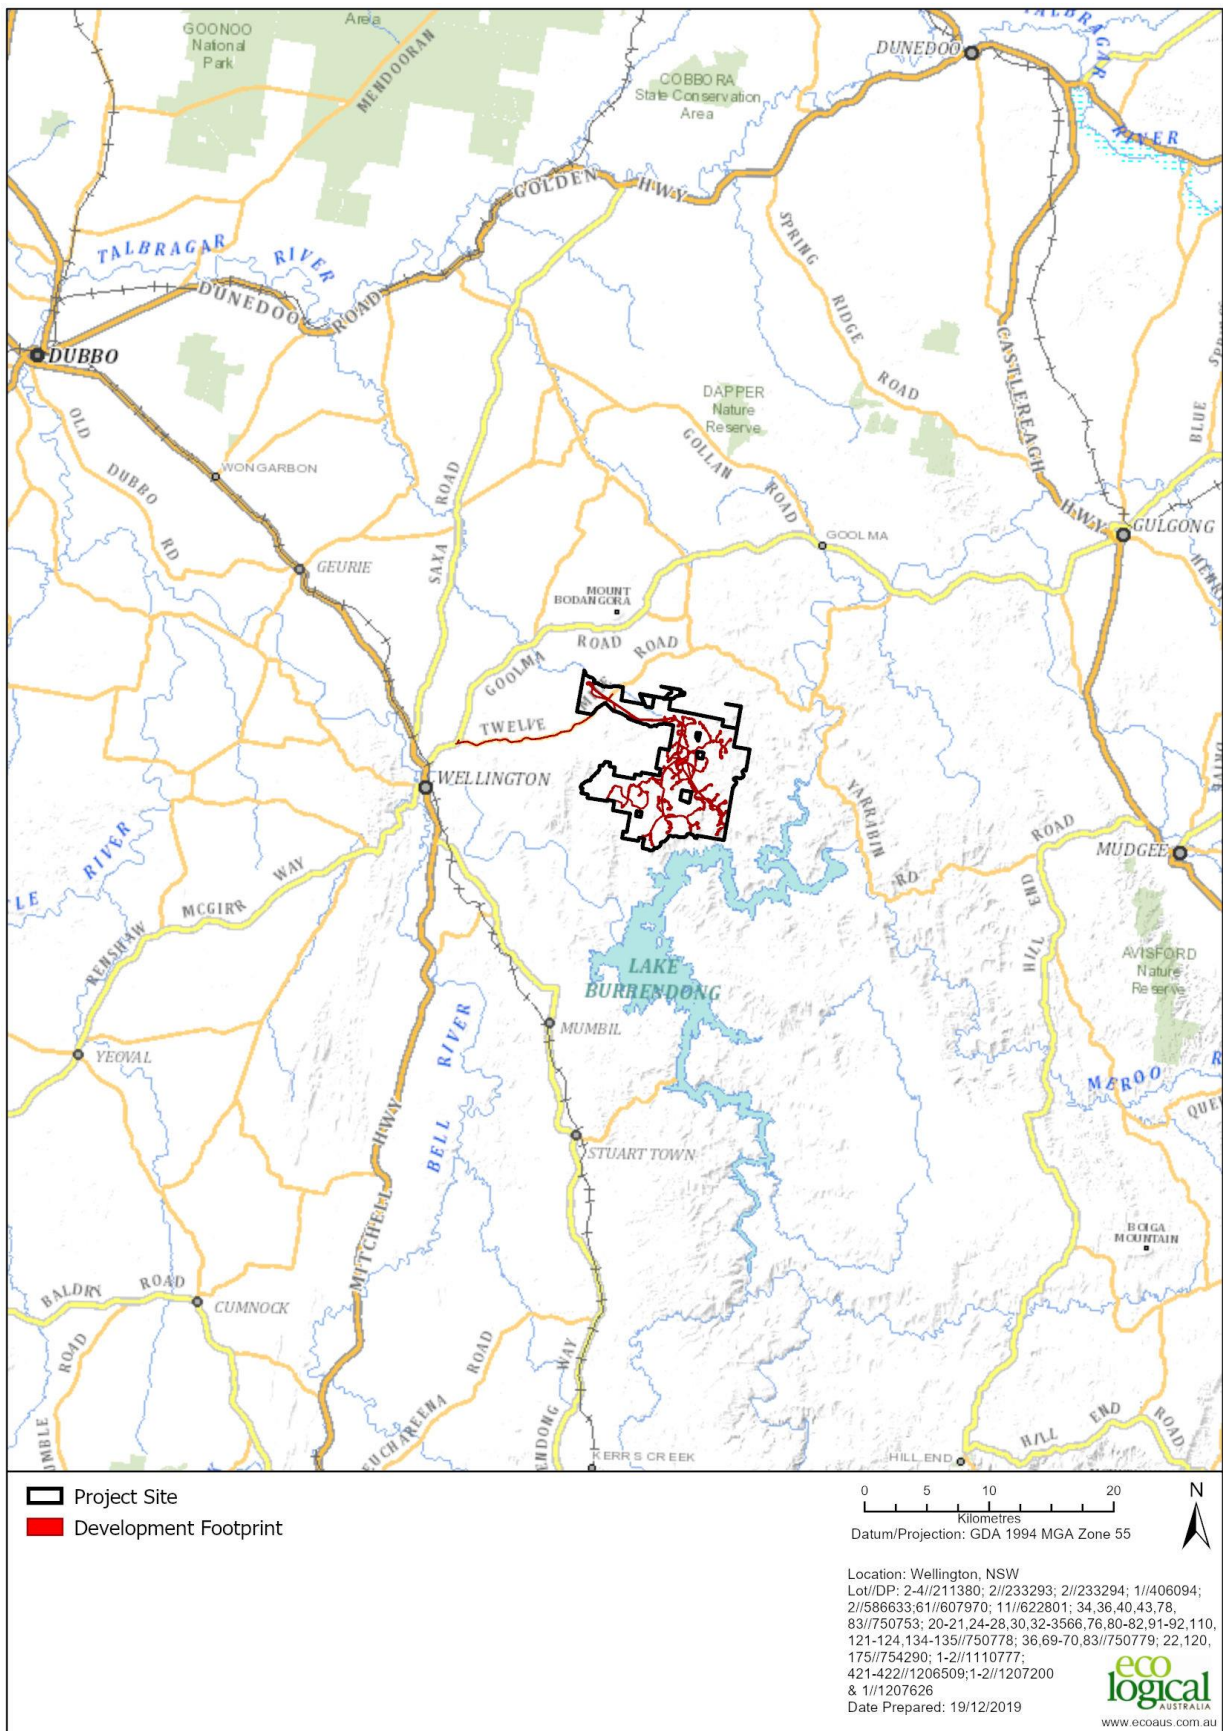 GOONOO
National
Park
Area
MENDOORAN
COBBORA
State Conservation
Area
DUNEDOO
TALBRAGAR
RIVER
GOLDEN HWY
TALBRAGAR RIVER
DUNEDOO ROAD
SPRING RIDGE ROAD
CASTLEREAGH HWY
DUBBO
OLD DUBBO RD
WONGARBON
DAPPER
Nature
Reserve
GOLLAN ROAD
BLUE
SAXA ROAD
GEURIE
GOOLMA
GULGONG
MOUNT
BODANGORA
GOOLMA ROAD
ROAD
TWELVE
WELLINGTON
YARRABIN RD
ROAD
MUDGEE
LE RIVER
RENSHAW MCGIRR WAY
HILL END
AVISFORD
Nature
Reserve
LAKE
BURRENDONG
MUMBIL
YEOVAL
BELL RIVER
MEROO R
QUE
MITCHELL HWY
STUART TOWN
BOIGA
MOUNTAIN
BALDRY ROAD
CUMNOCK
ROAD
UMBLE
EUCHAREENA ROAD
ENDONG WAY
KERRS CREEK
HILL END
HILL END ROAD
Project Site
Development Footprint
0 5 10 20
Kilometres
N
Datum/Projection: GDA 1994 MGA Zone 55
Location: Wellington, NSW
Lot//DP: 2-4//211380; 2//233293; 2//233294; 1//406094;
2//586633;61//607970; 11//622801; 34,36,40,43,78,
83//750753; 20-21,24-28,30,32-3566,76,80-82,91-92,110,
121-124,134-135//750778; 36,69-70,83//750779; 22,120,
175//754290; 1-2//1110777;
421-422//1206509;1-2//1207200
& 1//1207626
Date Prepared: 19/12/2019
eco
logical
AUSTRALIA
www.ecoaus.com.au